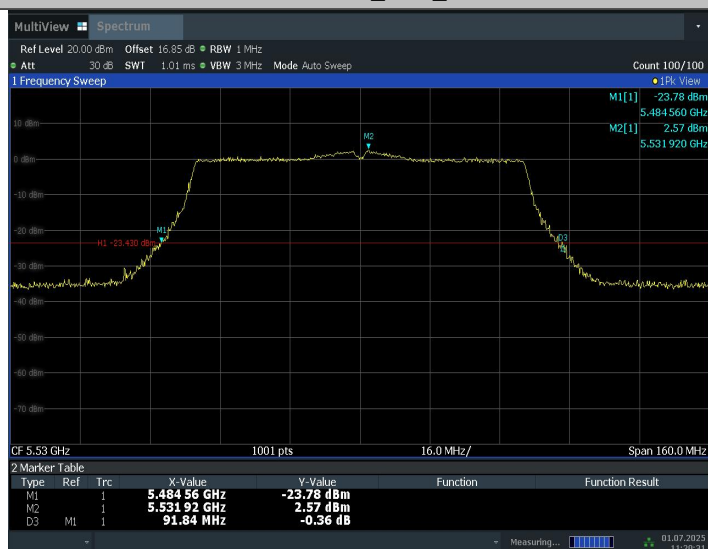 MultiView Spectrum
Ref Level 20.00 dBm Offset 16.85 dB RBW 1 MHz
Att 30 dB SWT 1.01 ms VBW 3 MHz Mode Auto Sweep Count 100/100
1 Frequency Sweep 1Pk View
M1[1] -23.78 dBm
5.484 560 GHz
M2[1] 2.57 dBm
5.531 920 GHz
10 dBm
M2
0 dBm
-10 dBm
-20 dBm
M1
H1 -23.430 dBm
D3
-30 dBm
-40 dBm
-50 dBm
-60 dBm
-70 dBm
CF 5.53 GHz 1001 pts 16.0 MHz/ Span 160.0 MHz
2 Marker Table
Type Ref Trc X-Value Y-Value Function Function Result
M1 1 5.484 56 GHz -23.78 dBm
M2 1 5.531 92 GHz 2.57 dBm
D3 M1 1 91.84 MHz -0.36 dB
Measuring... 01.07.2025